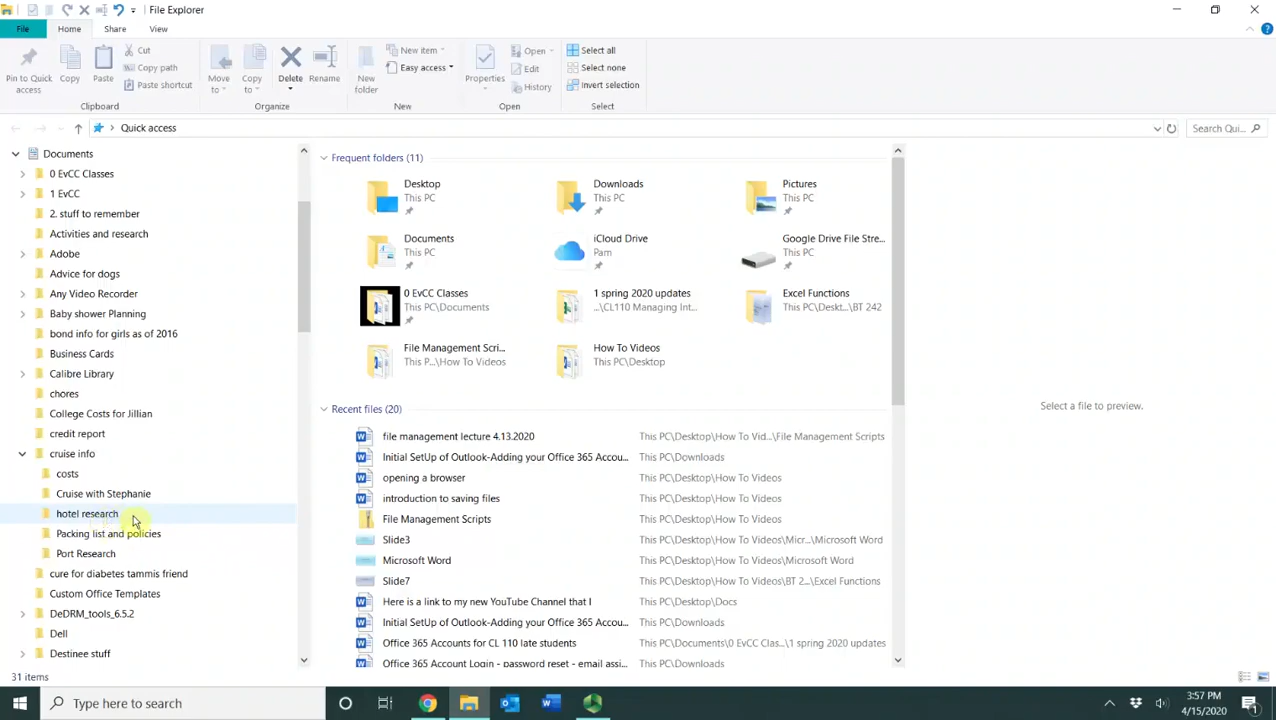 File Explorer
File Home Share View
Pin to Quick access
Copy
Paste
Cut
Copy path
Paste shortcut
Clipboard
Move to
Copy to
Delete
Rename
Organize
New folder
New item
Easy access
New
Properties
Open
Edit
History
Open
Select all
Select none
Invert selection
Select
Quick access
Search Qui...
Documents
0 EvCC Classes
1 EvCC
2. stuff to remember
Activities and research
Adobe
Advice for dogs
Any Video Recorder
Baby shower Planning
bond info for girls as of 2016
Business Cards
Calibre Library
chores
College Costs for Jillian
credit report
cruise info
costs
Cruise with Stephanie
hotel research
Packing list and policies
Port Research
cure for diabetes tammis friend
Custom Office Templates
DeDRM_tools_6.5.2
Dell
Destinee stuff
Frequent folders (11)
Desktop
This PC
Downloads
This PC
Pictures
This PC
Documents
This PC
iCloud Drive
Pam
Google Drive File Stre...
This PC
0 EvCC Classes
This PC\Documents
1 spring 2020 updates
...\CL110 Managing Int...
Excel Functions
This PC\Deskt...\BT 242
File Management Scri...
This P...\How To Videos
How To Videos
This PC\Desktop
Recent files (20)
file management lecture 4.13.2020 This PC\Desktop\How To Vid...\File Management Scripts
Initial SetUp of Outlook-Adding your Office 365 Accou... This PC\Downloads
opening a browser This PC\Desktop\How To Videos
introduction to saving files This PC\Desktop\How To Videos
File Management Scripts This PC\Desktop\How To Videos
Slide3 This PC\Desktop\How To Videos\Micr...\Microsoft Word
Microsoft Word This PC\Desktop\How To Videos\Microsoft Word
Slide7 This PC\Desktop\How To Videos\BT 2...\Excel Functions
Here is a link to my new YouTube Channel that I This PC\Desktop\Docs
Initial SetUp of Outlook-Adding your Office 365 Accou... This PC\Downloads
Office 365 Accounts for CL 110 late students This PC\Documents\0 EvCC Clas...\1 spring 2020 updates
Office 365 Account Login - password reset - email assi... This PC\Downloads
Select a file to preview.
31 items
Type here to search
3:57 PM
4/15/2020
1